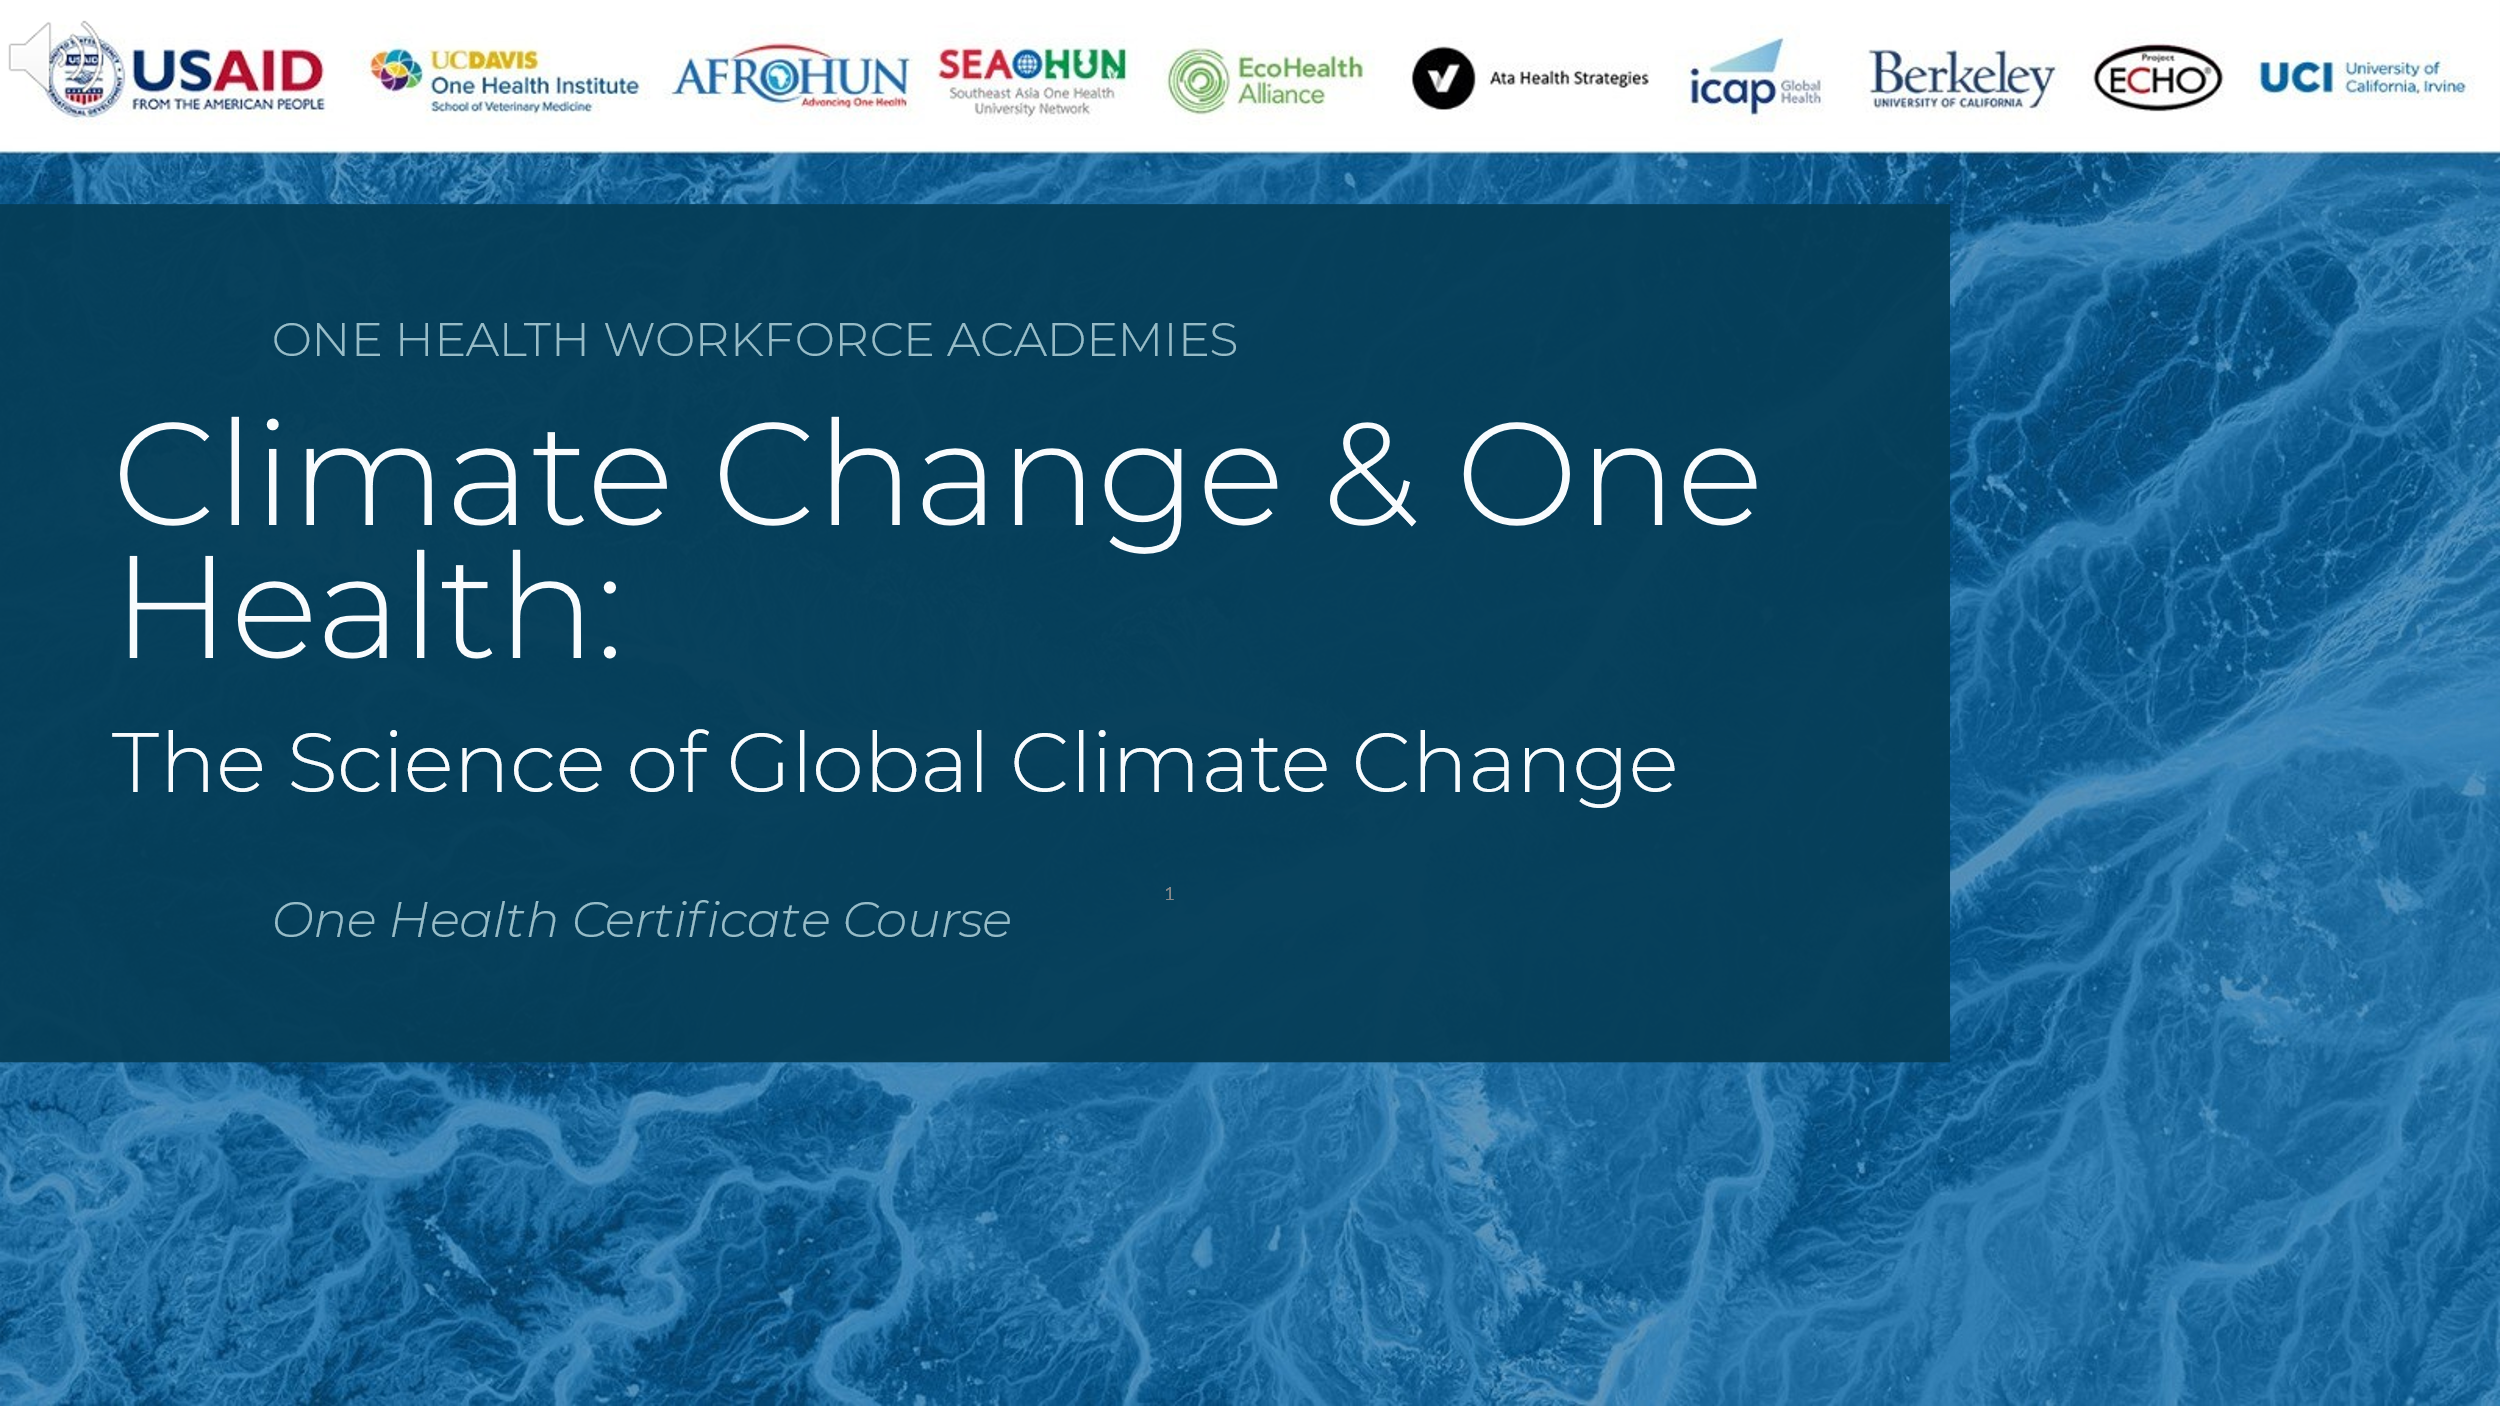 USAID
FROM THE AMERICAN PEOPLE
UCDAVIS
One Health Institute
School of Veterinary Medicine
AFROHUN
Advancing One Health
SEAOHUN
Southeast Asia One Health
University Network
EcoHealth
Alliance
Ata Health Strategies
icap Global
Health
Berkeley
UNIVERSITY OF CALIFORNIA
Project
ECHO®
UCI University of
California, Irvine
ONE HEALTH WORKFORCE ACADEMIES
Climate Change & One
Health:
The Science of Global Climate Change
1
One Health Certificate Course